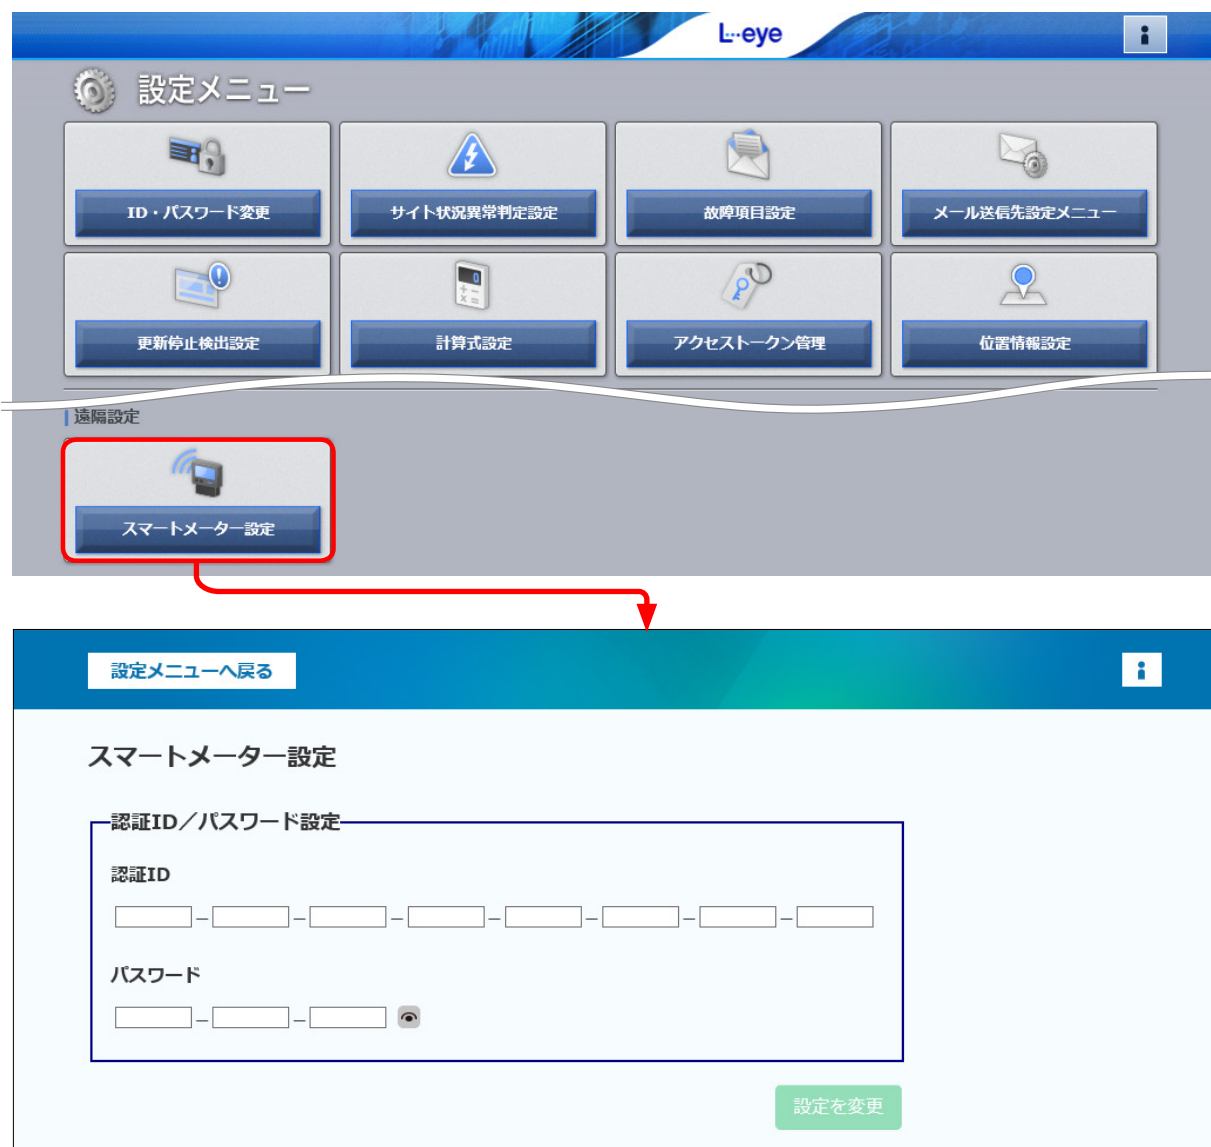 L·eye
設定メニュー
ID・パスワード変更
サイト状況異常判定設定
故障項目設定
メール送信先設定メニュー
更新停止検出設定
計算式設定
アクセストークン管理
位置情報設定
遠隔設定
スマートメーター設定
設定メニューへ戻る
スマートメーター設定
認証ID／パスワード設定
認証ID
– – – – – – –
パスワード
– –
設定を変更